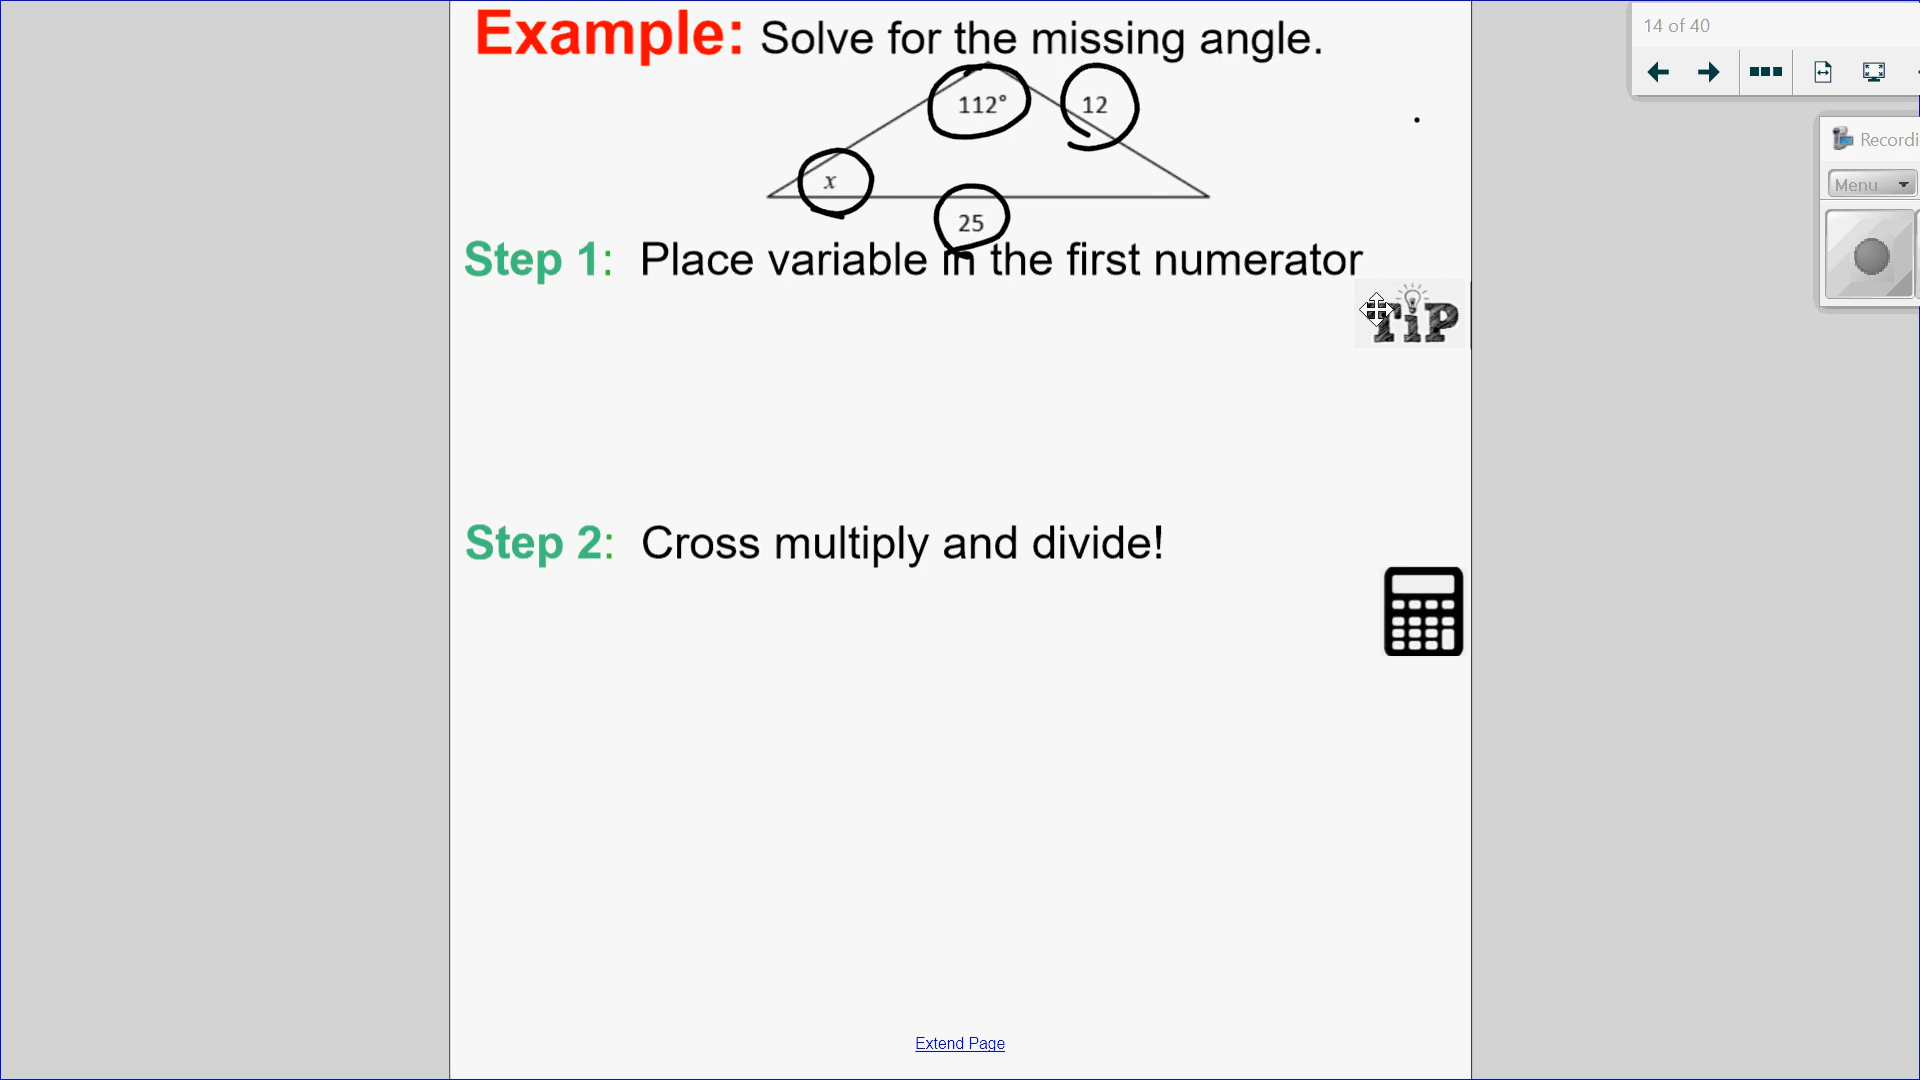 Example: Solve for the missing angle.
112°
12
x
25
Step 1: Place variable in the first numerator
TiP
Step 2: Cross multiply and divide!
Extend Page
14 of 40
Recordi
Menu